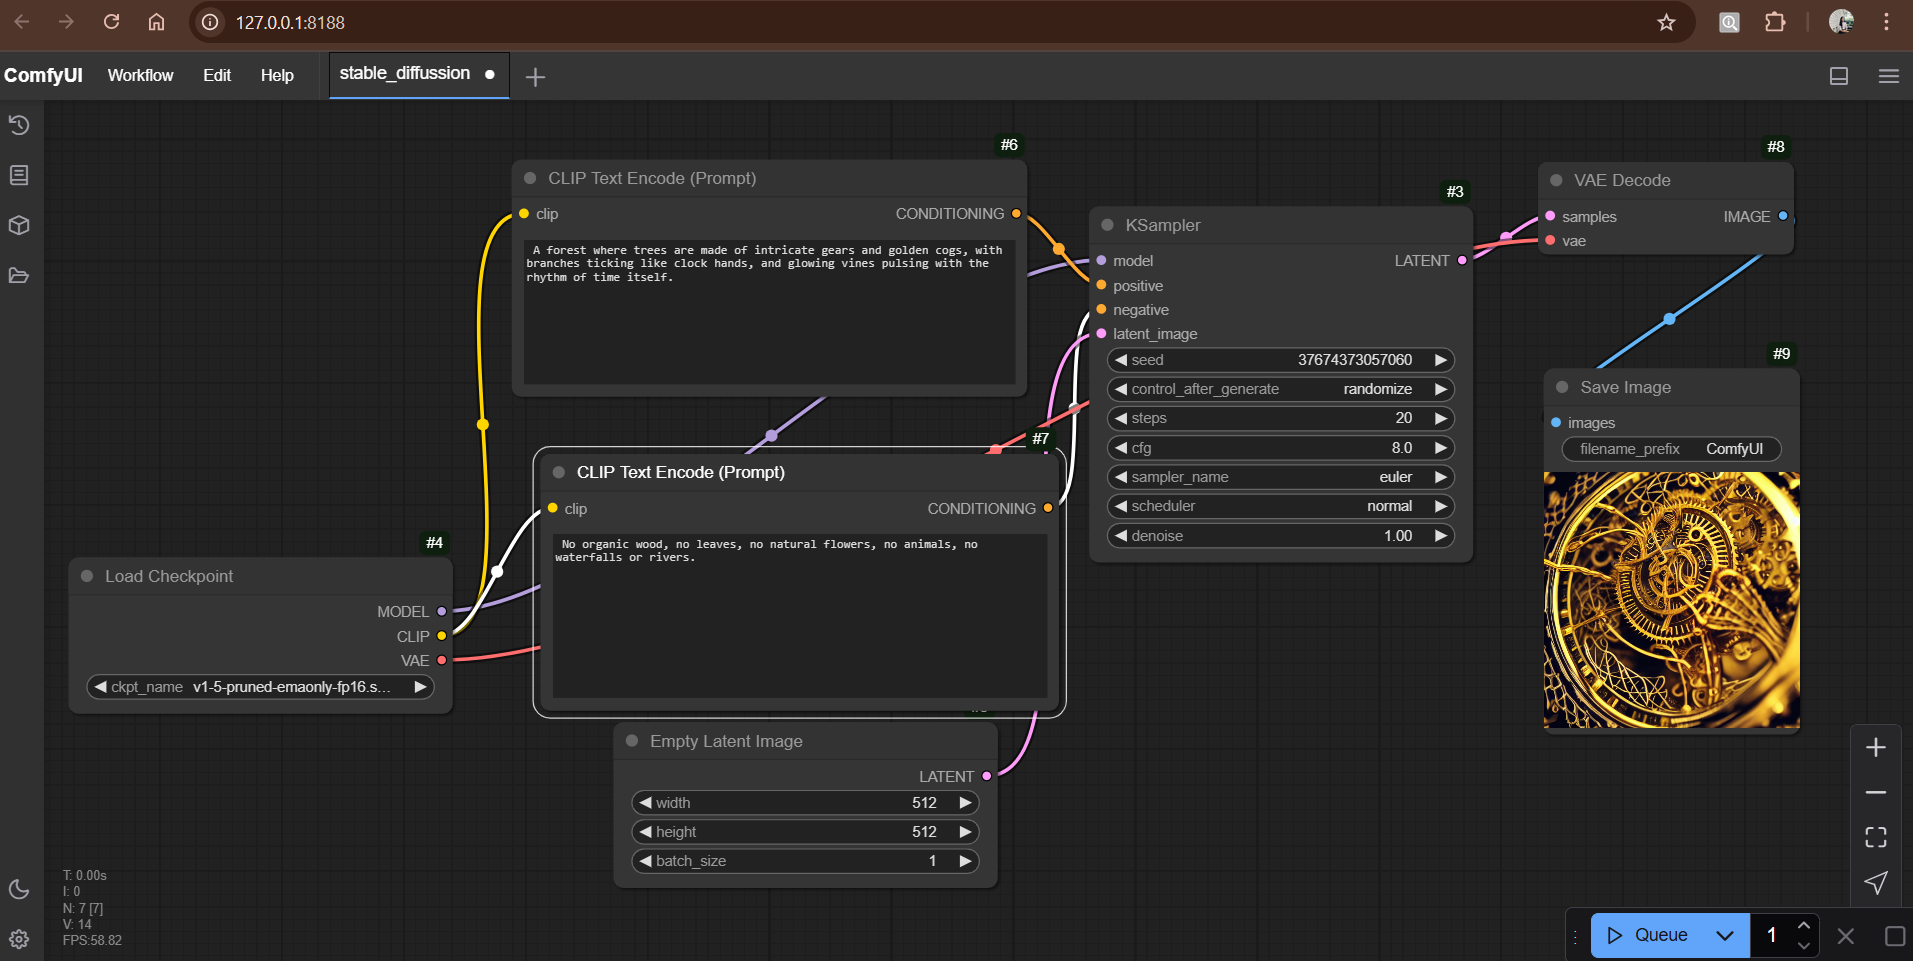 127.0.0.1:8188
ComfyUI Workflow Edit Help stable_diffussion
#6
CLIP Text Encode (Prompt)
clip CONDITIONING
A forest where trees are made of intricate gears and golden cogs, with
branches ticking like clock hands, and glowing vines pulsing with the
rhythm of time itself.
#7
CLIP Text Encode (Prompt)
clip CONDITIONING
No organic wood, no leaves, no natural flowers, no animals, no
waterfalls or rivers.
#4
Load Checkpoint
MODEL
CLIP
VAE
ckpt_name v1-5-pruned-emaonly-fp16.s...
Empty Latent Image
LATENT
width 512
height 512
batch_size 1
#3
KSampler
model LATENT
positive
negative
latent_image
seed 37674373057060
control_after_generate randomize
steps 20
cfg 8.0
sampler_name euler
scheduler normal
denoise 1.00
#8
VAE Decode
samples IMAGE
vae
#9
Save Image
images
filename_prefix ComfyUI
T: 0.00s
I: 0
N: 7 [7]
V: 14
FPS:58.82
Queue 1